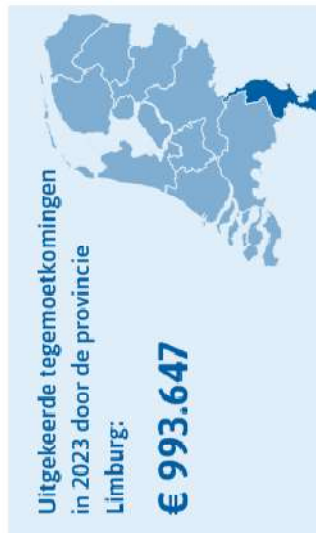 Uitgekeerde tegemoetkomingen
in 2023 door de provincie
Limburg:
€ 993.647